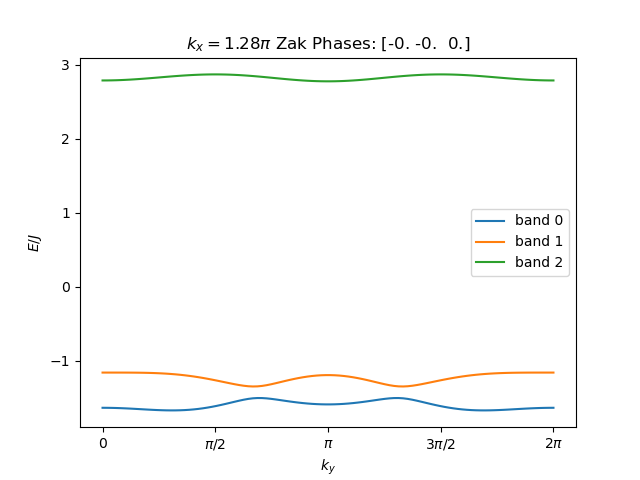 $k_x = 1.28\pi$ Zak Phases: [-0. -0.  0.]
E/J
3
2
1
0
−1
band 0
band 1
band 2
0
π/2
π
3π/2
2π
$k_y$